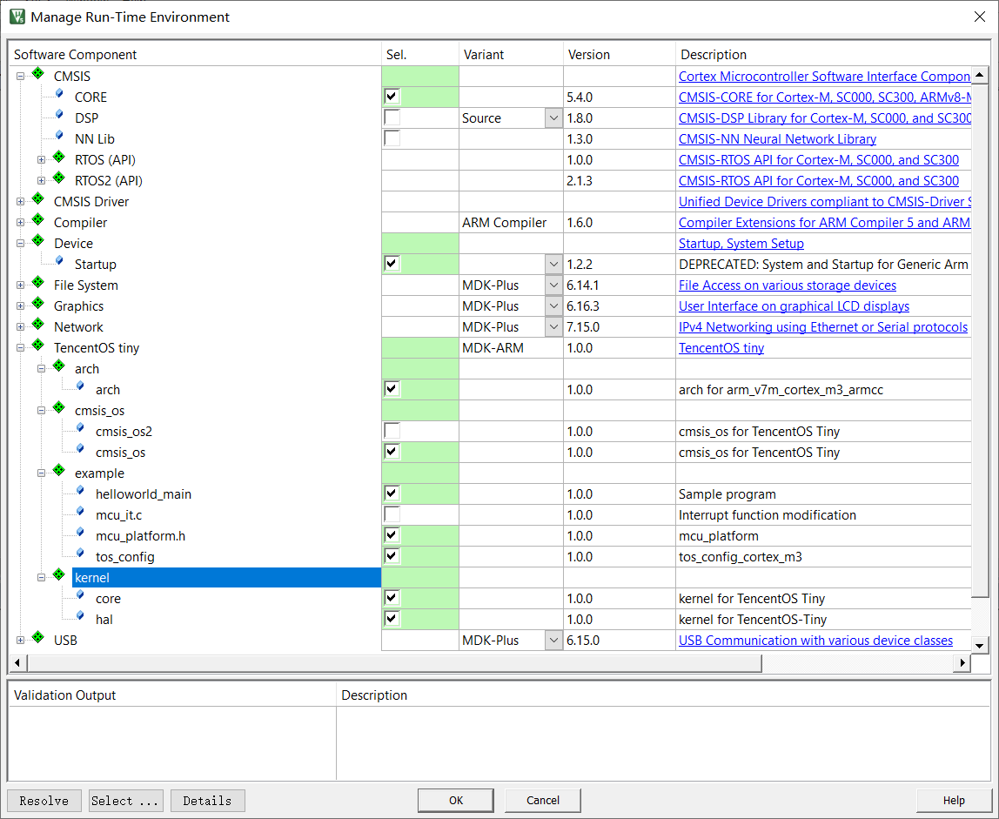 Manage Run-Time Environment
Software Component Sel. Variant Version Description
CMSIS Cortex Microcontroller Software Interface Compon
CORE 5.4.0 CMSIS-CORE for Cortex-M, SC000, SC300, ARMv8-M
DSP Source 1.8.0 CMSIS-DSP Library for Cortex-M, SC000, and SC300
NN Lib 1.3.0 CMSIS-NN Neural Network Library
RTOS (API) 1.0.0 CMSIS-RTOS API for Cortex-M, SC000, and SC300
RTOS2 (API) 2.1.3 CMSIS-RTOS API for Cortex-M, SC000, and SC300
CMSIS Driver Unified Device Drivers compliant to CMSIS-Driver S
Compiler ARM Compiler 1.6.0 Compiler Extensions for ARM Compiler 5 and ARM
Device Startup, System Setup
Startup 1.2.2 DEPRECATED: System and Startup for Generic Arm
File System MDK-Plus 6.14.1 File Access on various storage devices
Graphics MDK-Plus 6.16.3 User Interface on graphical LCD displays
Network MDK-Plus 7.15.0 IPv4 Networking using Ethernet or Serial protocols
TencentOS tiny MDK-ARM 1.0.0 TencentOS tiny
arch
arch 1.0.0 arch for arm_v7m_cortex_m3_armcc
cmsis_os
cmsis_os2 1.0.0 cmsis_os for TencentOS Tiny
cmsis_os 1.0.0 cmsis_os for TencentOS Tiny
example
helloworld_main 1.0.0 Sample program
mcu_it.c 1.0.0 Interrupt function modification
mcu_platform.h 1.0.0 mcu_platform
tos_config 1.0.0 tos_config_cortex_m3
kernel
core 1.0.0 kernel for TencentOS Tiny
hal 1.0.0 kernel for TencentOS-Tiny
USB MDK-Plus 6.15.0 USB Communication with various device classes
Validation Output Description
Resolve Select ... Details OK Cancel Help